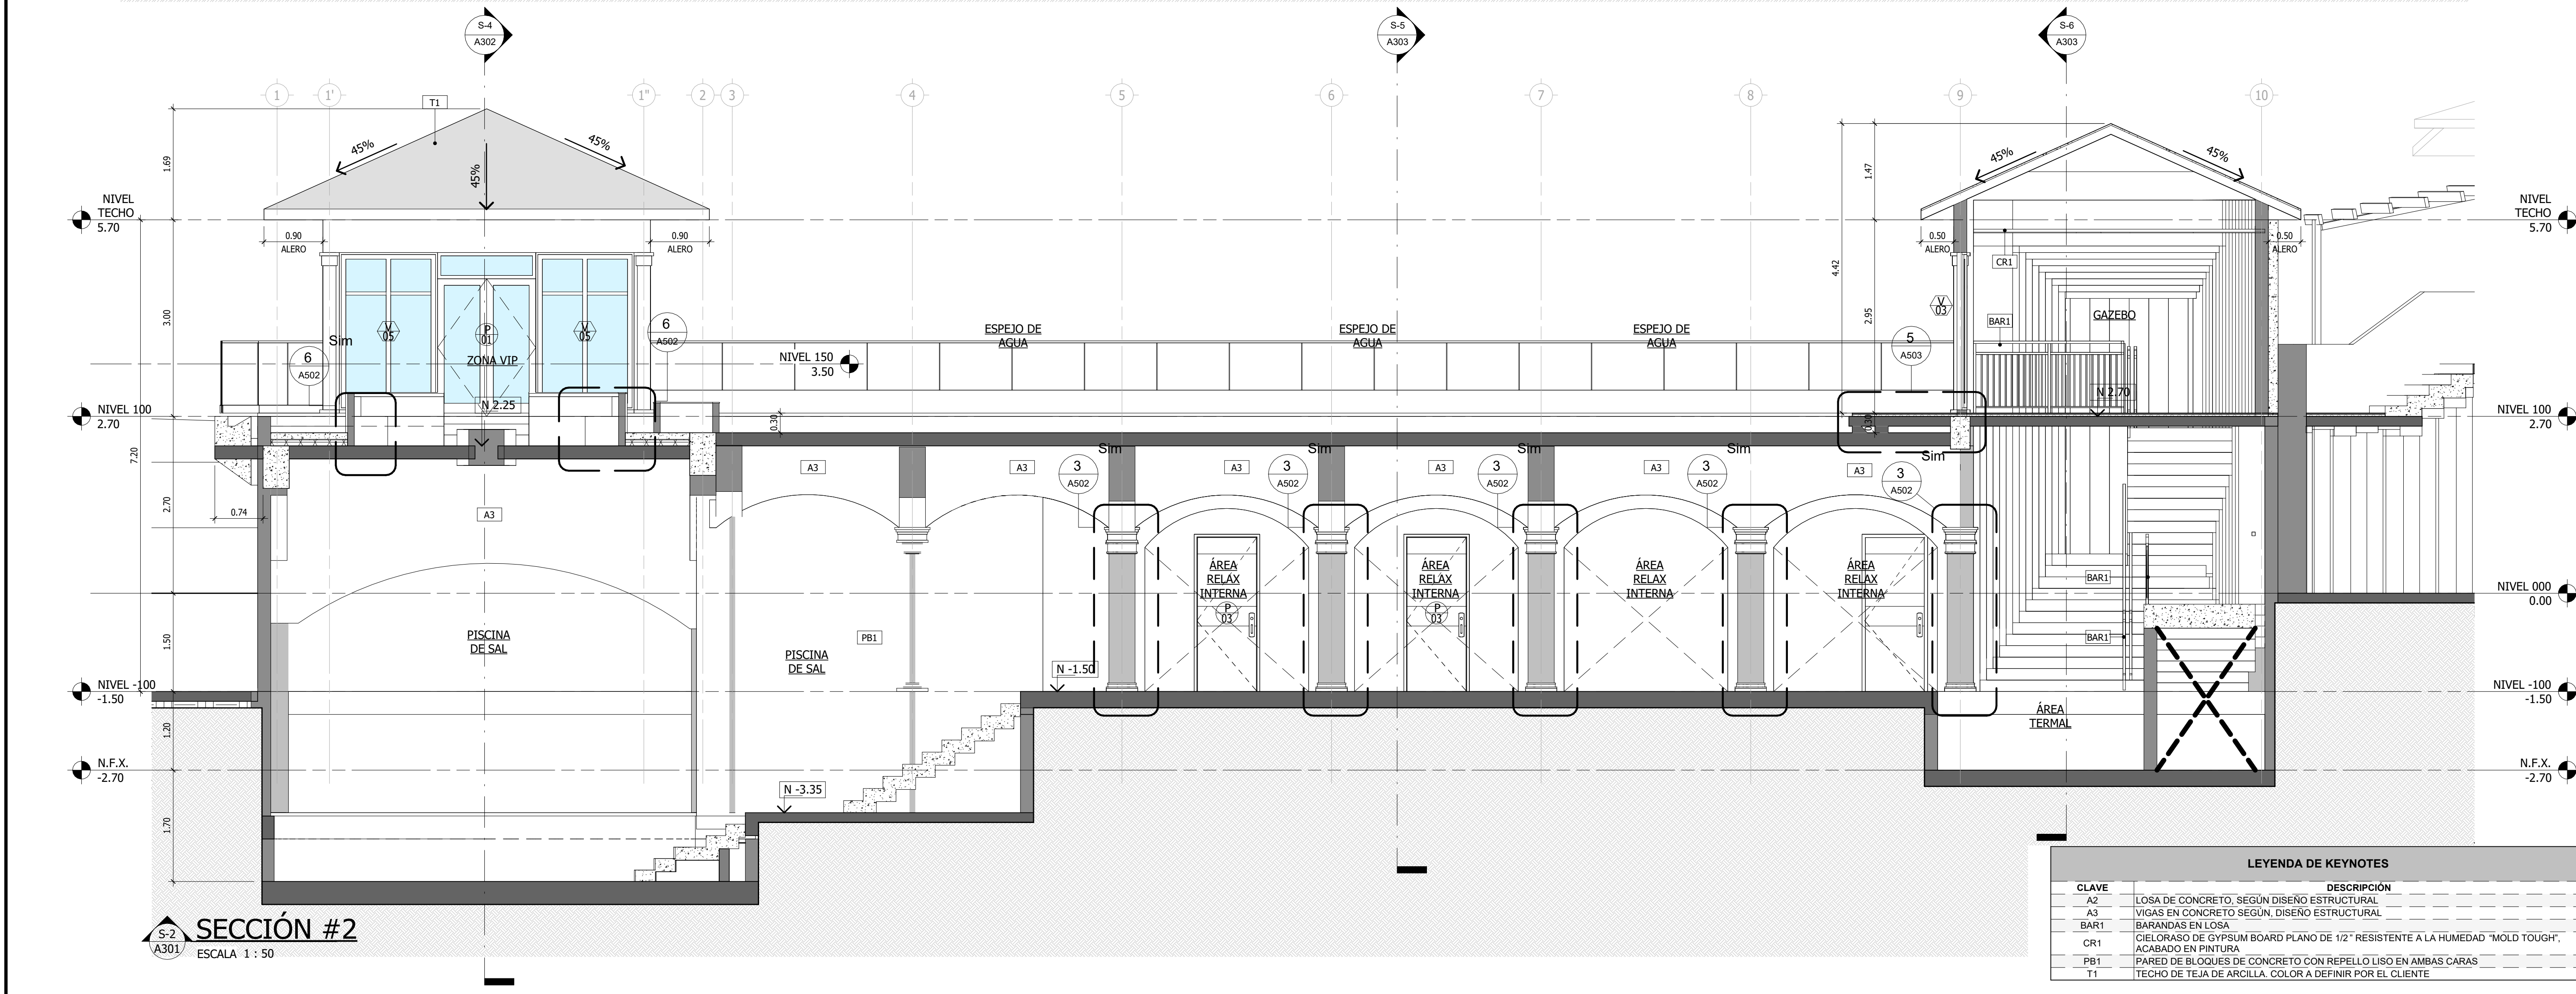 S-4
A302
S-5
A303
S-6
A303
1
1'
1"
2
3
4
5
6
7
8
9
10
T1
45%
45%
45%
45%
45%
1.69
1.47
4.42
NIVEL
TECHO
5.70
NIVEL
TECHO
5.70
0.90
ALERO
0.90
ALERO
0.50
ALERO
0.50
ALERO
CR1
3.00
2.95
V
05
P
01
V
05
ZONA VIP
V
03
BAR1
GAZEBO
6
A502
Sim
6
A502
NIVEL 150
3.50
ESPEJO DE
AGUA
ESPEJO DE
AGUA
ESPEJO DE
AGUA
5
A503
N 2.25
N 2.70
NIVEL 100
2.70
NIVEL 100
2.70
0.30
0.30
7.20
2.70
0.74
A3
A3
A3
A3
A3
A3
A3
Sim
Sim
Sim
Sim
Sim
3
A502
3
A502
3
A502
3
A502
3
A502
ÁREA
RELAX
INTERNA
P
03
ÁREA
RELAX
INTERNA
P
03
ÁREA
RELAX
INTERNA
ÁREA
RELAX
INTERNA
BAR1
BAR1
NIVEL 000
0.00
1.50
PISCINA
DE SAL
PB1
PISCINA
DE SAL
N -1.50
NIVEL -100
-1.50
NIVEL -100
-1.50
ÁREA
TERMAL
1.20
N.F.X.
-2.70
N.F.X.
-2.70
N -3.35
1.70
S-2
A301
SECCIÓN #2
ESCALA 1 : 50
LEYENDA DE KEYNOTES
CLAVE DESCRIPCIÓN
A2 LOSA DE CONCRETO, SEGÚN DISEÑO ESTRUCTURAL
A3 VIGAS EN CONCRETO SEGÚN, DISEÑO ESTRUCTURAL
BAR1 BARANDAS EN LOSA
CR1 CIELORASO DE GYPSUM BOARD PLANO DE 1/2" RESISTENTE A LA HUMEDAD "MOLD TOUGH",
ACABADO EN PINTURA
PB1 PARED DE BLOQUES DE CONCRETO CON REPELLO LISO EN AMBAS CARAS
T1 TECHO DE TEJA DE ARCILLA. COLOR A DEFINIR POR EL CLIENTE